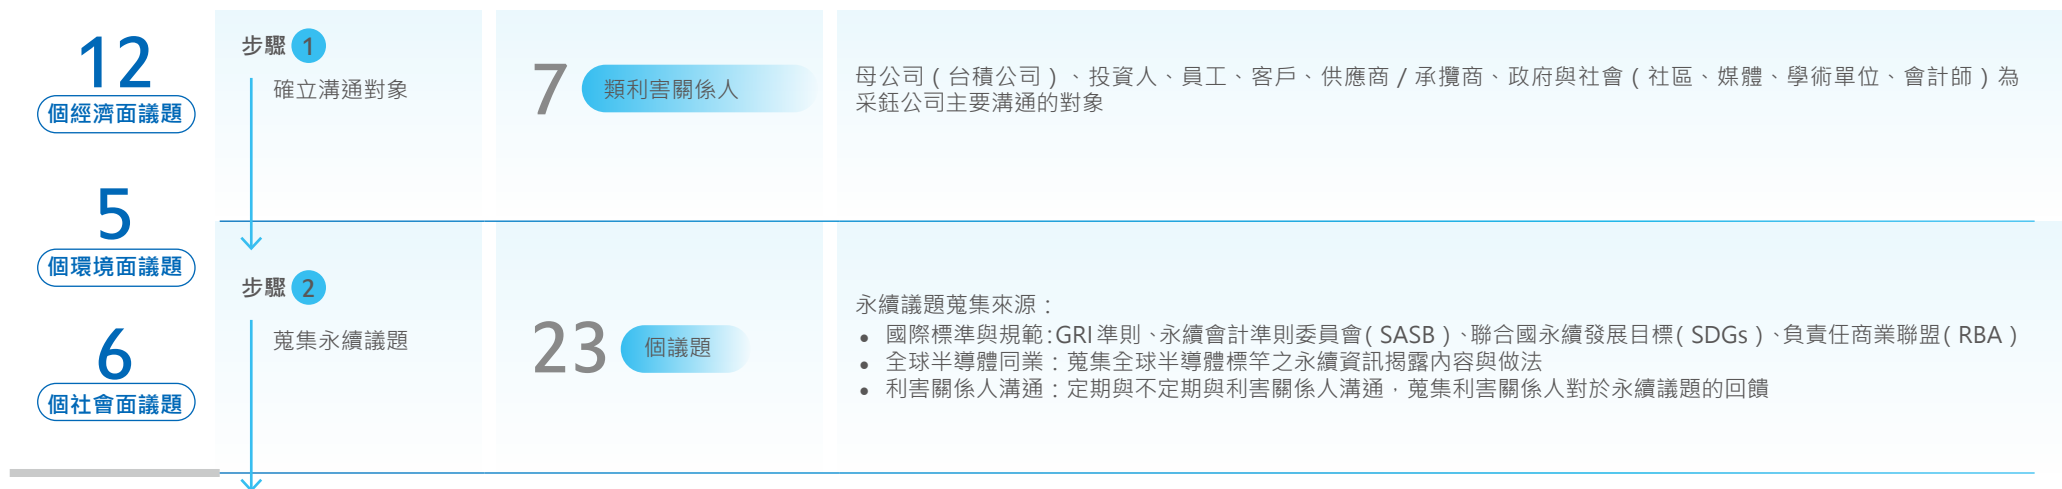 12
個經濟面議題
5
個環境面議題
6
個社會面議題
步驟 1
確立溝通對象
7 類利害關係人
母公司（台積公司）、投資人、員工、客戶、供應商 / 承攬商、政府與社會（社區、媒體、學術單位、會計師）為
采鈺公司主要溝通的對象
步驟 2
蒐集永續議題
23 個議題
永續議題蒐集來源：
• 國際標準與規範：GRI 準則、永續會計準則委員會（SASB）、聯合國永續發展目標（SDGs）、負責任商業聯盟（RBA）
• 全球半導體同業：蒐集全球半導體標竿之永續資訊揭露內容與做法
• 利害關係人溝通：定期與不定期與利害關係人溝通，蒐集利害關係人對於永續議題的回饋